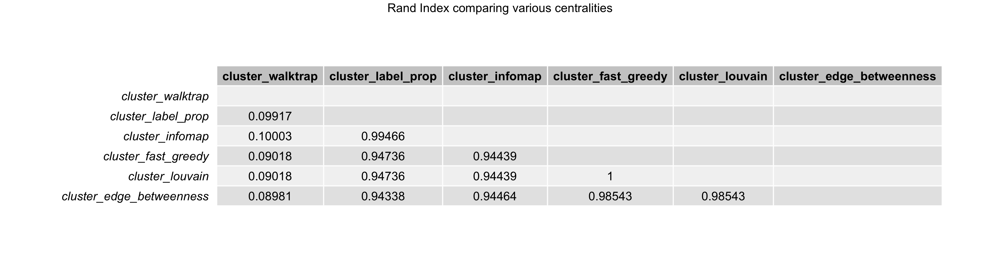 Rand Index comparing various centralities
cluster_walktrap cluster_label_prop cluster_infomap cluster_fast_greedy cluster_louvain cluster_edge_betweenness
cluster_walktrap
cluster_label_prop 0.09917
cluster_infomap 0.10003 0.99466
cluster_fast_greedy 0.09018 0.94736 0.94439
cluster_louvain 0.09018 0.94736 0.94439 1
cluster_edge_betweenness 0.08981 0.94338 0.94464 0.98543 0.98543